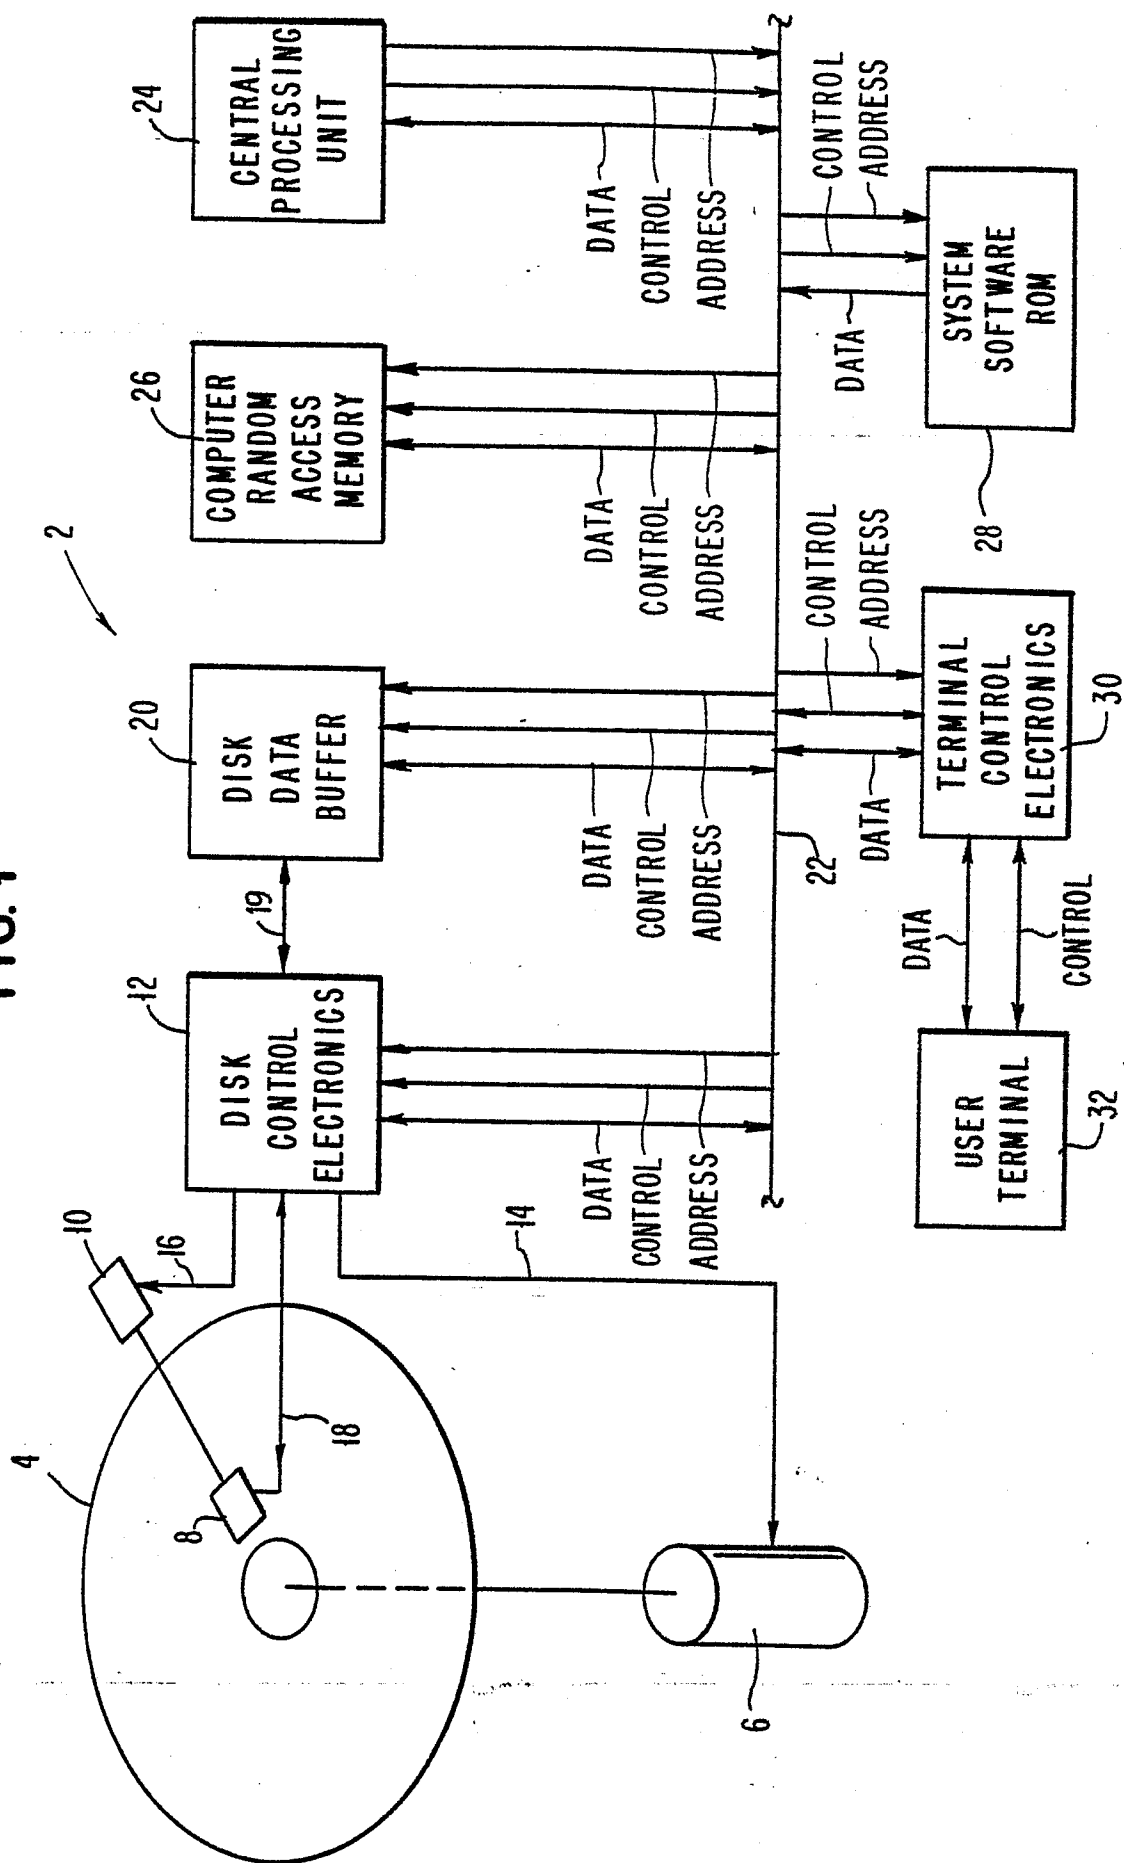 FIG. 1
2
4
8
10
16
18
6
14
12
DISK
CONTROL
ELECTRONICS
19
20
DISK
DATA
BUFFER
26
COMPUTER
RANDOM
ACCESS
MEMORY
24
CENTRAL
PROCESSING
UNIT
DATA
CONTROL
ADDRESS
DATA
CONTROL
ADDRESS
DATA
CONTROL
ADDRESS
DATA
CONTROL
ADDRESS
22
DATA
CONTROL
ADDRESS
DATA
CONTROL
ADDRESS
USER
TERMINAL
32
DATA
CONTROL
TERMINAL
CONTROL
ELECTRONICS
30
SYSTEM
SOFTWARE
ROM
28